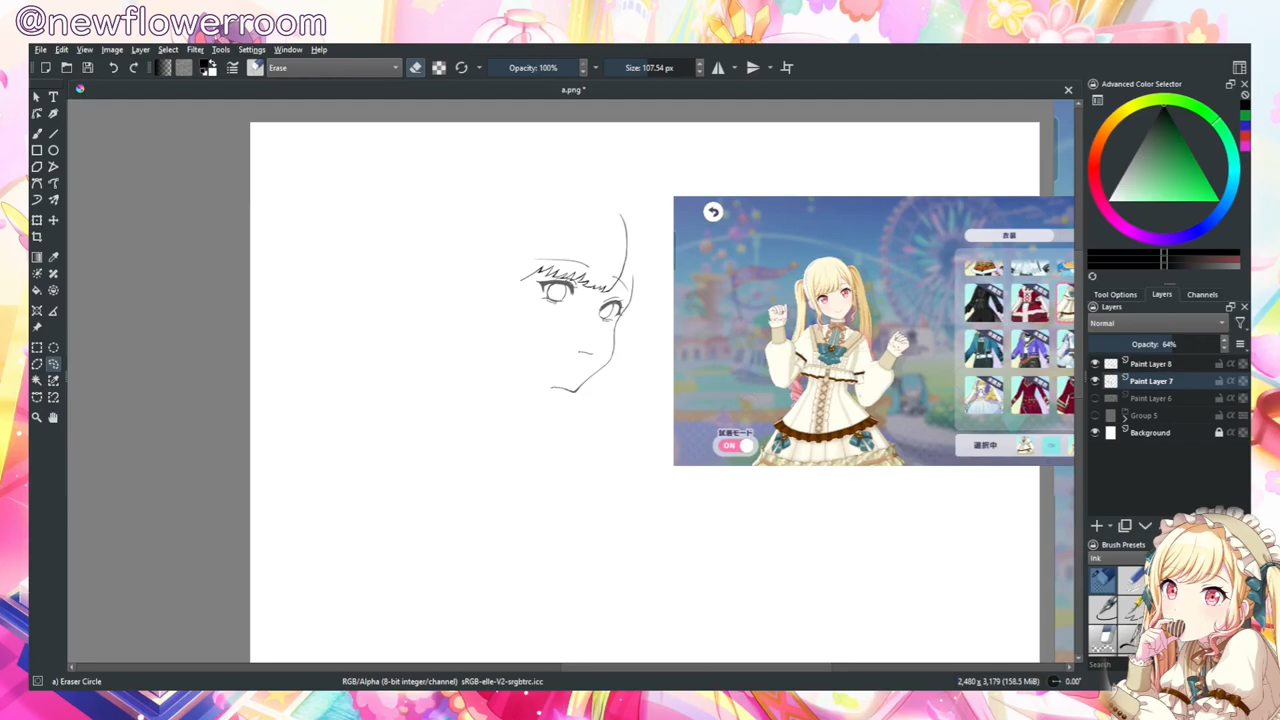 @newflowerroom
File Edit View Image Layer Select Filter Tools Settings Window Help
Erase Opacity: 100% Size: 107.54 px
a.png *
Advanced Color Selector
衣装
試着モード
ON
選択中
Tool Options Layers Channels
Layers
Normal
Opacity: 64%
Paint Layer 8
Paint Layer 7
Paint Layer 6
Group 5
Background
Brush Presets
Ink
Search
a) Eraser Circle RGB/Alpha (8-bit integer/channel) sRGB-elle-V2-srgbtrc.icc 2,480 x 3,179 (158.5 MiB) 0.00°